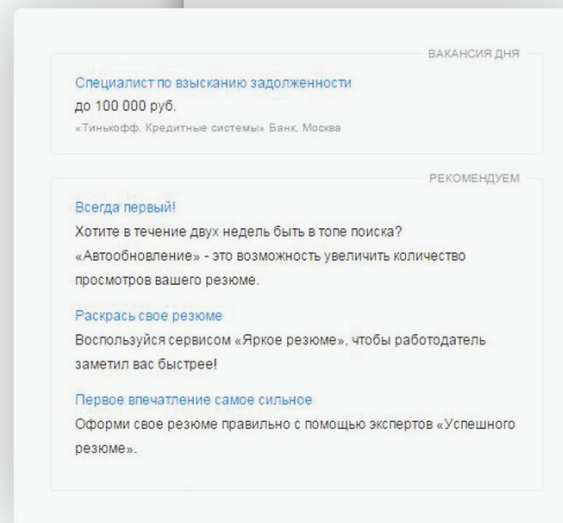 ВАКАНСИЯ ДНЯ
Специалист по взысканию задолженности
до 100 000 руб.
«Тинькофф. Кредитные системы» Банк, Москва
РЕКОМЕНДУЕМ
Всегда первый!
Хотите в течение двух недель быть в топе поиска?
«Автообновление» - это возможность увеличить количество
просмотров вашего резюме.
Раскрась свое резюме
Воспользуйся сервисом «Яркое резюме», чтобы работодатель
заметил вас быстрее!
Первое впечатление самое сильное
Оформи свое резюме правильно с помощью экспертов «Успешного
резюме».